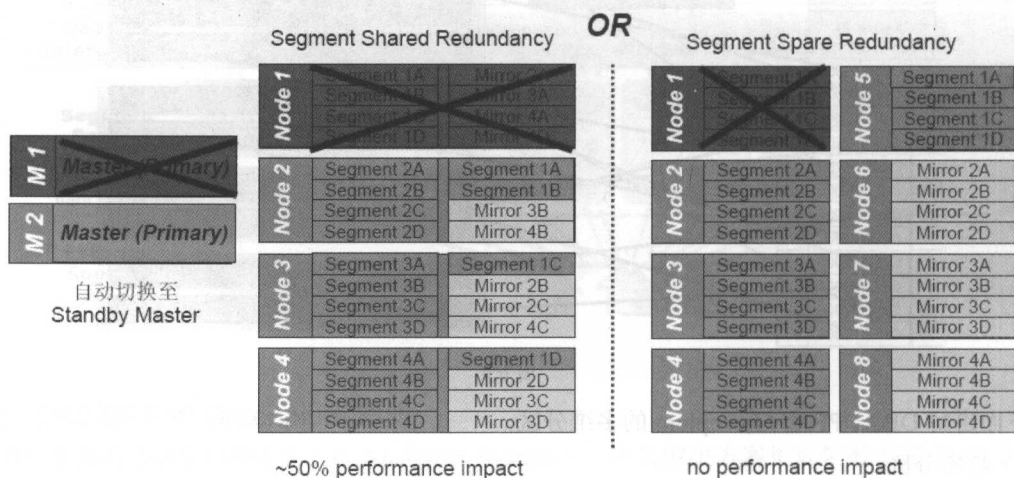 OR
Segment Shared Redundancy
Segment Spare Redundancy
M 1
Master (Primary)
M 2
Master (Primary)
自动切换至
Standby Master
Node 1
Segment 1A
Mirror 3A
Mirror 4A
Segment 1D
Node 2
Segment 2A
Segment 1A
Segment 2B
Segment 1B
Segment 2C
Mirror 3B
Segment 2D
Mirror 4B
Node 3
Segment 3A
Segment 1C
Segment 3B
Mirror 2B
Segment 3C
Mirror 2C
Segment 3D
Mirror 4C
Node 4
Segment 4A
Segment 1D
Segment 4B
Mirror 2D
Segment 4C
Mirror 3C
Segment 4D
Mirror 3D
~50% performance impact
Node 1
Node 5
Segment 1A
Segment 1B
Segment 1C
Segment 1D
Node 2
Segment 2A
Segment 2B
Segment 2C
Segment 2D
Node 6
Mirror 2A
Mirror 2B
Mirror 2C
Mirror 2D
Node 3
Segment 3A
Segment 3B
Segment 3C
Segment 3D
Node 7
Mirror 3A
Mirror 3B
Mirror 3C
Mirror 3D
Node 4
Segment 4A
Segment 4B
Segment 4C
Segment 4D
Node 8
Mirror 4A
Mirror 4B
Mirror 4C
Mirror 4D
no performance impact